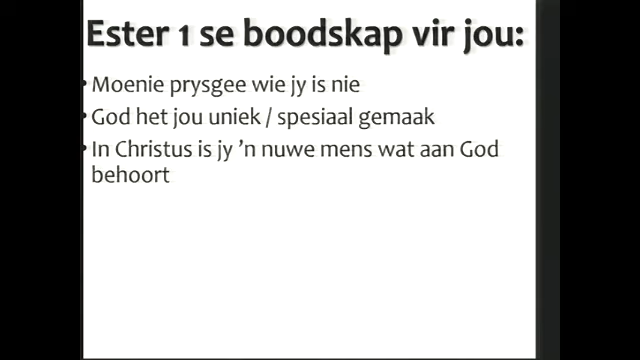 Ester 1 se boodskap vir jou:
• Moenie prysgee wie jy is nie
• God het jou uniek / spesiaal gemaak
• In Christus is jy ’n nuwe mens wat aan God
behoort